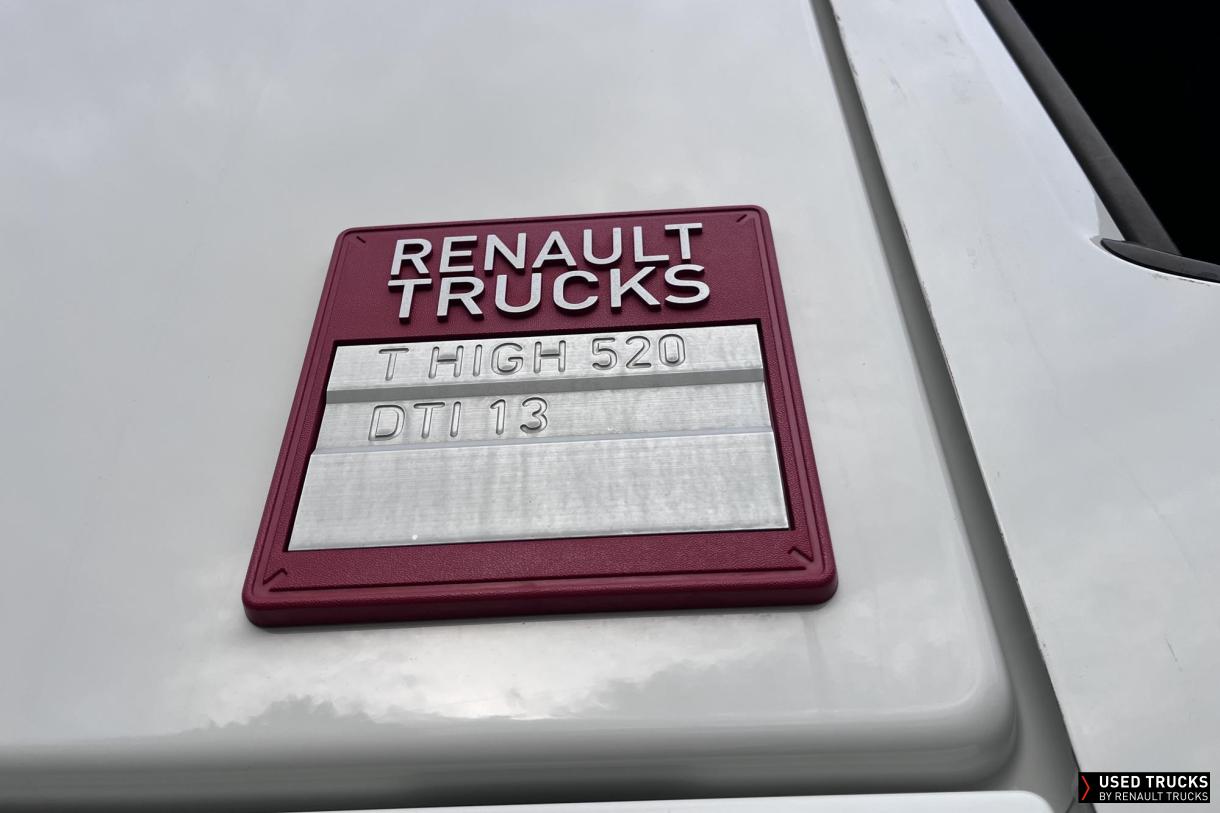 RENAULT
TRUCKS
T HIGH 520
DTI 13
USED TRUCKS
BY RENAULT TRUCKS